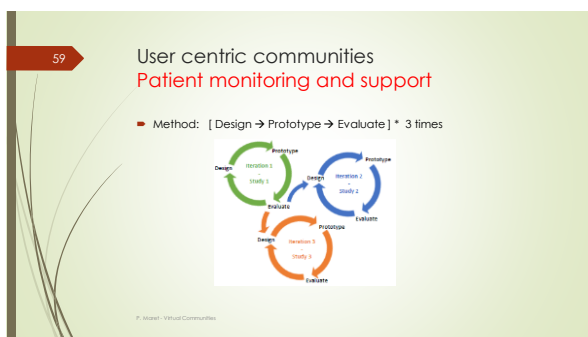 59
User centric communities
Patient monitoring and support
Method: [ Design → Prototype → Evaluate ] * 3 times
Prototype
Design
Iteration 1
-
Study 1
Evaluate
Prototype
Design
Iteration 2
-
Study 2
Evaluate
Design
Prototype
Iteration 3
-
Study 3
Evaluate
P. Maret - Virtual Communities